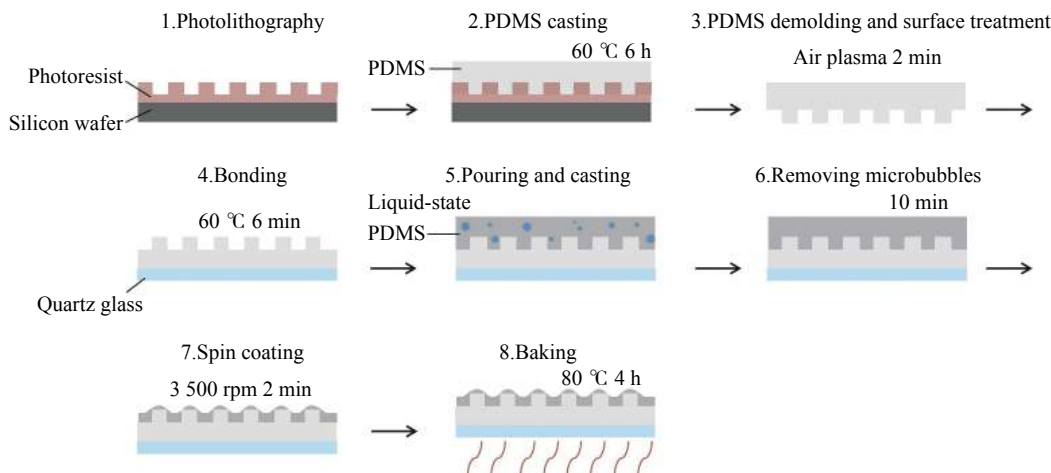 1.Photolithography
Photoresist
Silicon wafer
2.PDMS casting
60 ℃ 6 h
PDMS
3.PDMS demolding and surface treatment
Air plasma 2 min
4.Bonding
60 ℃ 6 min
Quartz glass
5.Pouring and casting
Liquid-state
PDMS
6.Removing microbubbles
10 min
7.Spin coating
3 500 rpm 2 min
8.Baking
80 ℃ 4 h